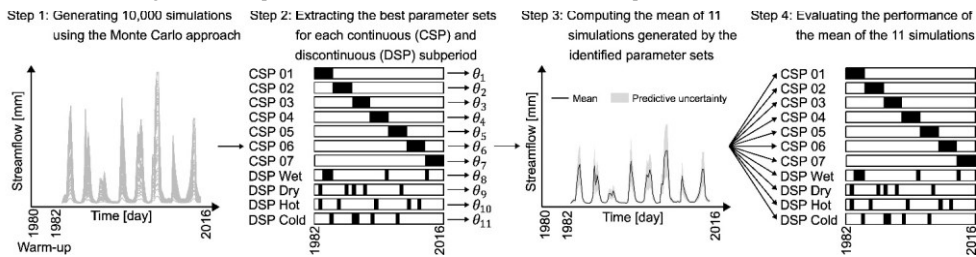 Step 1: Generating 10,000 simulations
using the Monte Carlo approach
Streamflow [mm]
Time [day]
1980
1982
2016
Warm-up
Step 2: Extracting the best parameter sets
for each continuous (CSP) and
discontinuous (DSP) subperiod
CSP 01 θ1
CSP 02 θ2
CSP 03 θ3
CSP 04 θ4
CSP 05 θ5
CSP 06 θ6
CSP 07 θ7
DSP Wet θ8
DSP Dry θ9
DSP Hot θ10
DSP Cold θ11
1982
2016
Step 3: Computing the mean of 11
simulations generated by the
identified parameter sets
Mean Predictive uncertainty
Streamflow [mm]
Time [day]
1980
1982
2016
Step 4: Evaluating the performance of
the mean of the 11 simulations
CSP 01
CSP 02
CSP 03
CSP 04
CSP 05
CSP 06
CSP 07
DSP Wet
DSP Dry
DSP Hot
DSP Cold
1982
2016